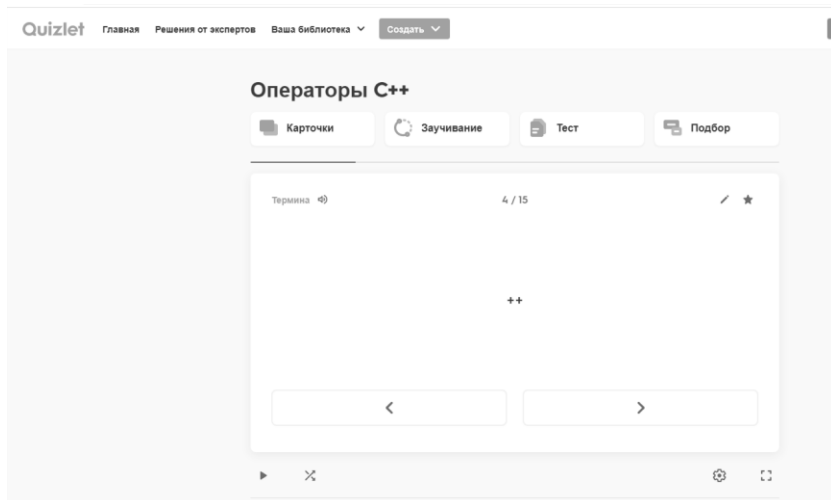 Quizlet Главная Решения от экспертов Ваша библиотека Создать
Операторы C++
Карточки Заучивание Тест Подбор
Термина 4 / 15
++